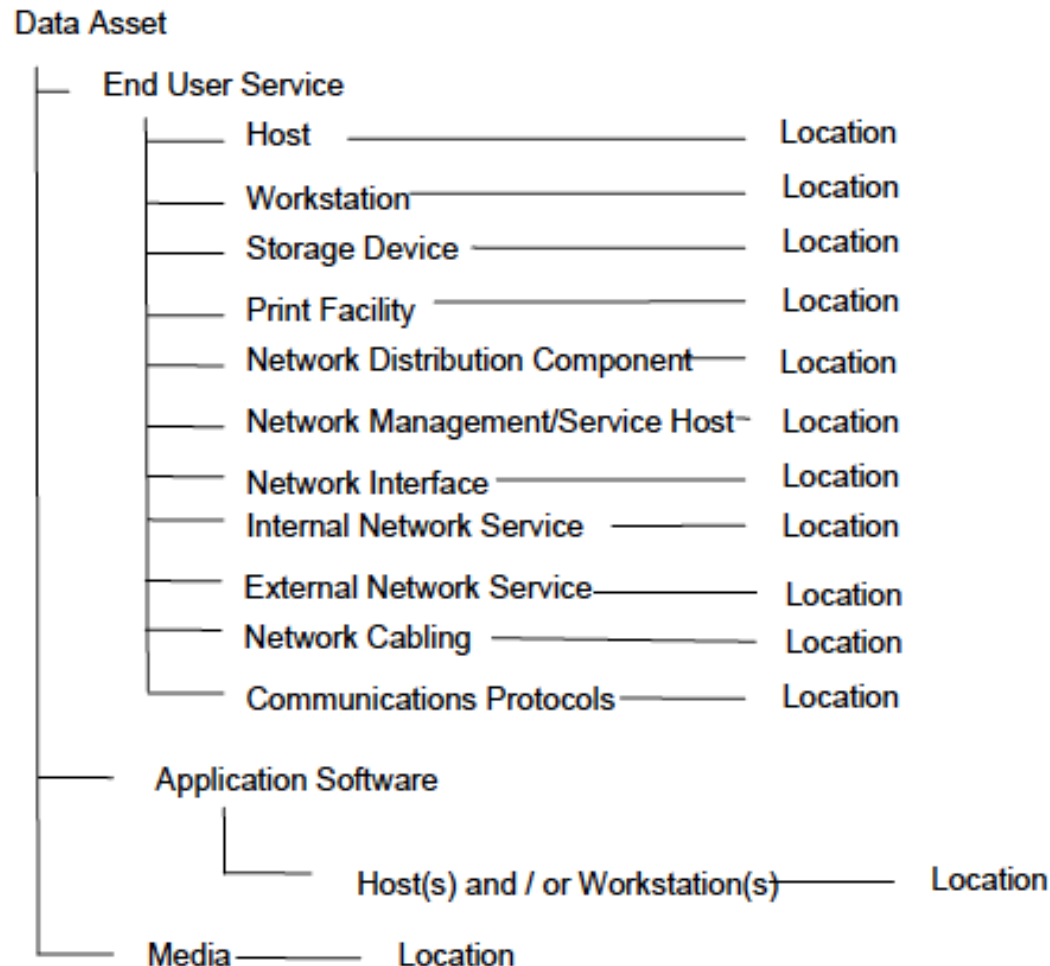 Data Asset
End User Service
Host Location
Workstation Location
Storage Device Location
Print Facility Location
Network Distribution Component Location
Network Management/Service Host Location
Network Interface Location
Internal Network Service Location
External Network Service Location
Network Cabling Location
Communications Protocols Location
Application Software
Host(s) and / or Workstation(s) Location
Media Location